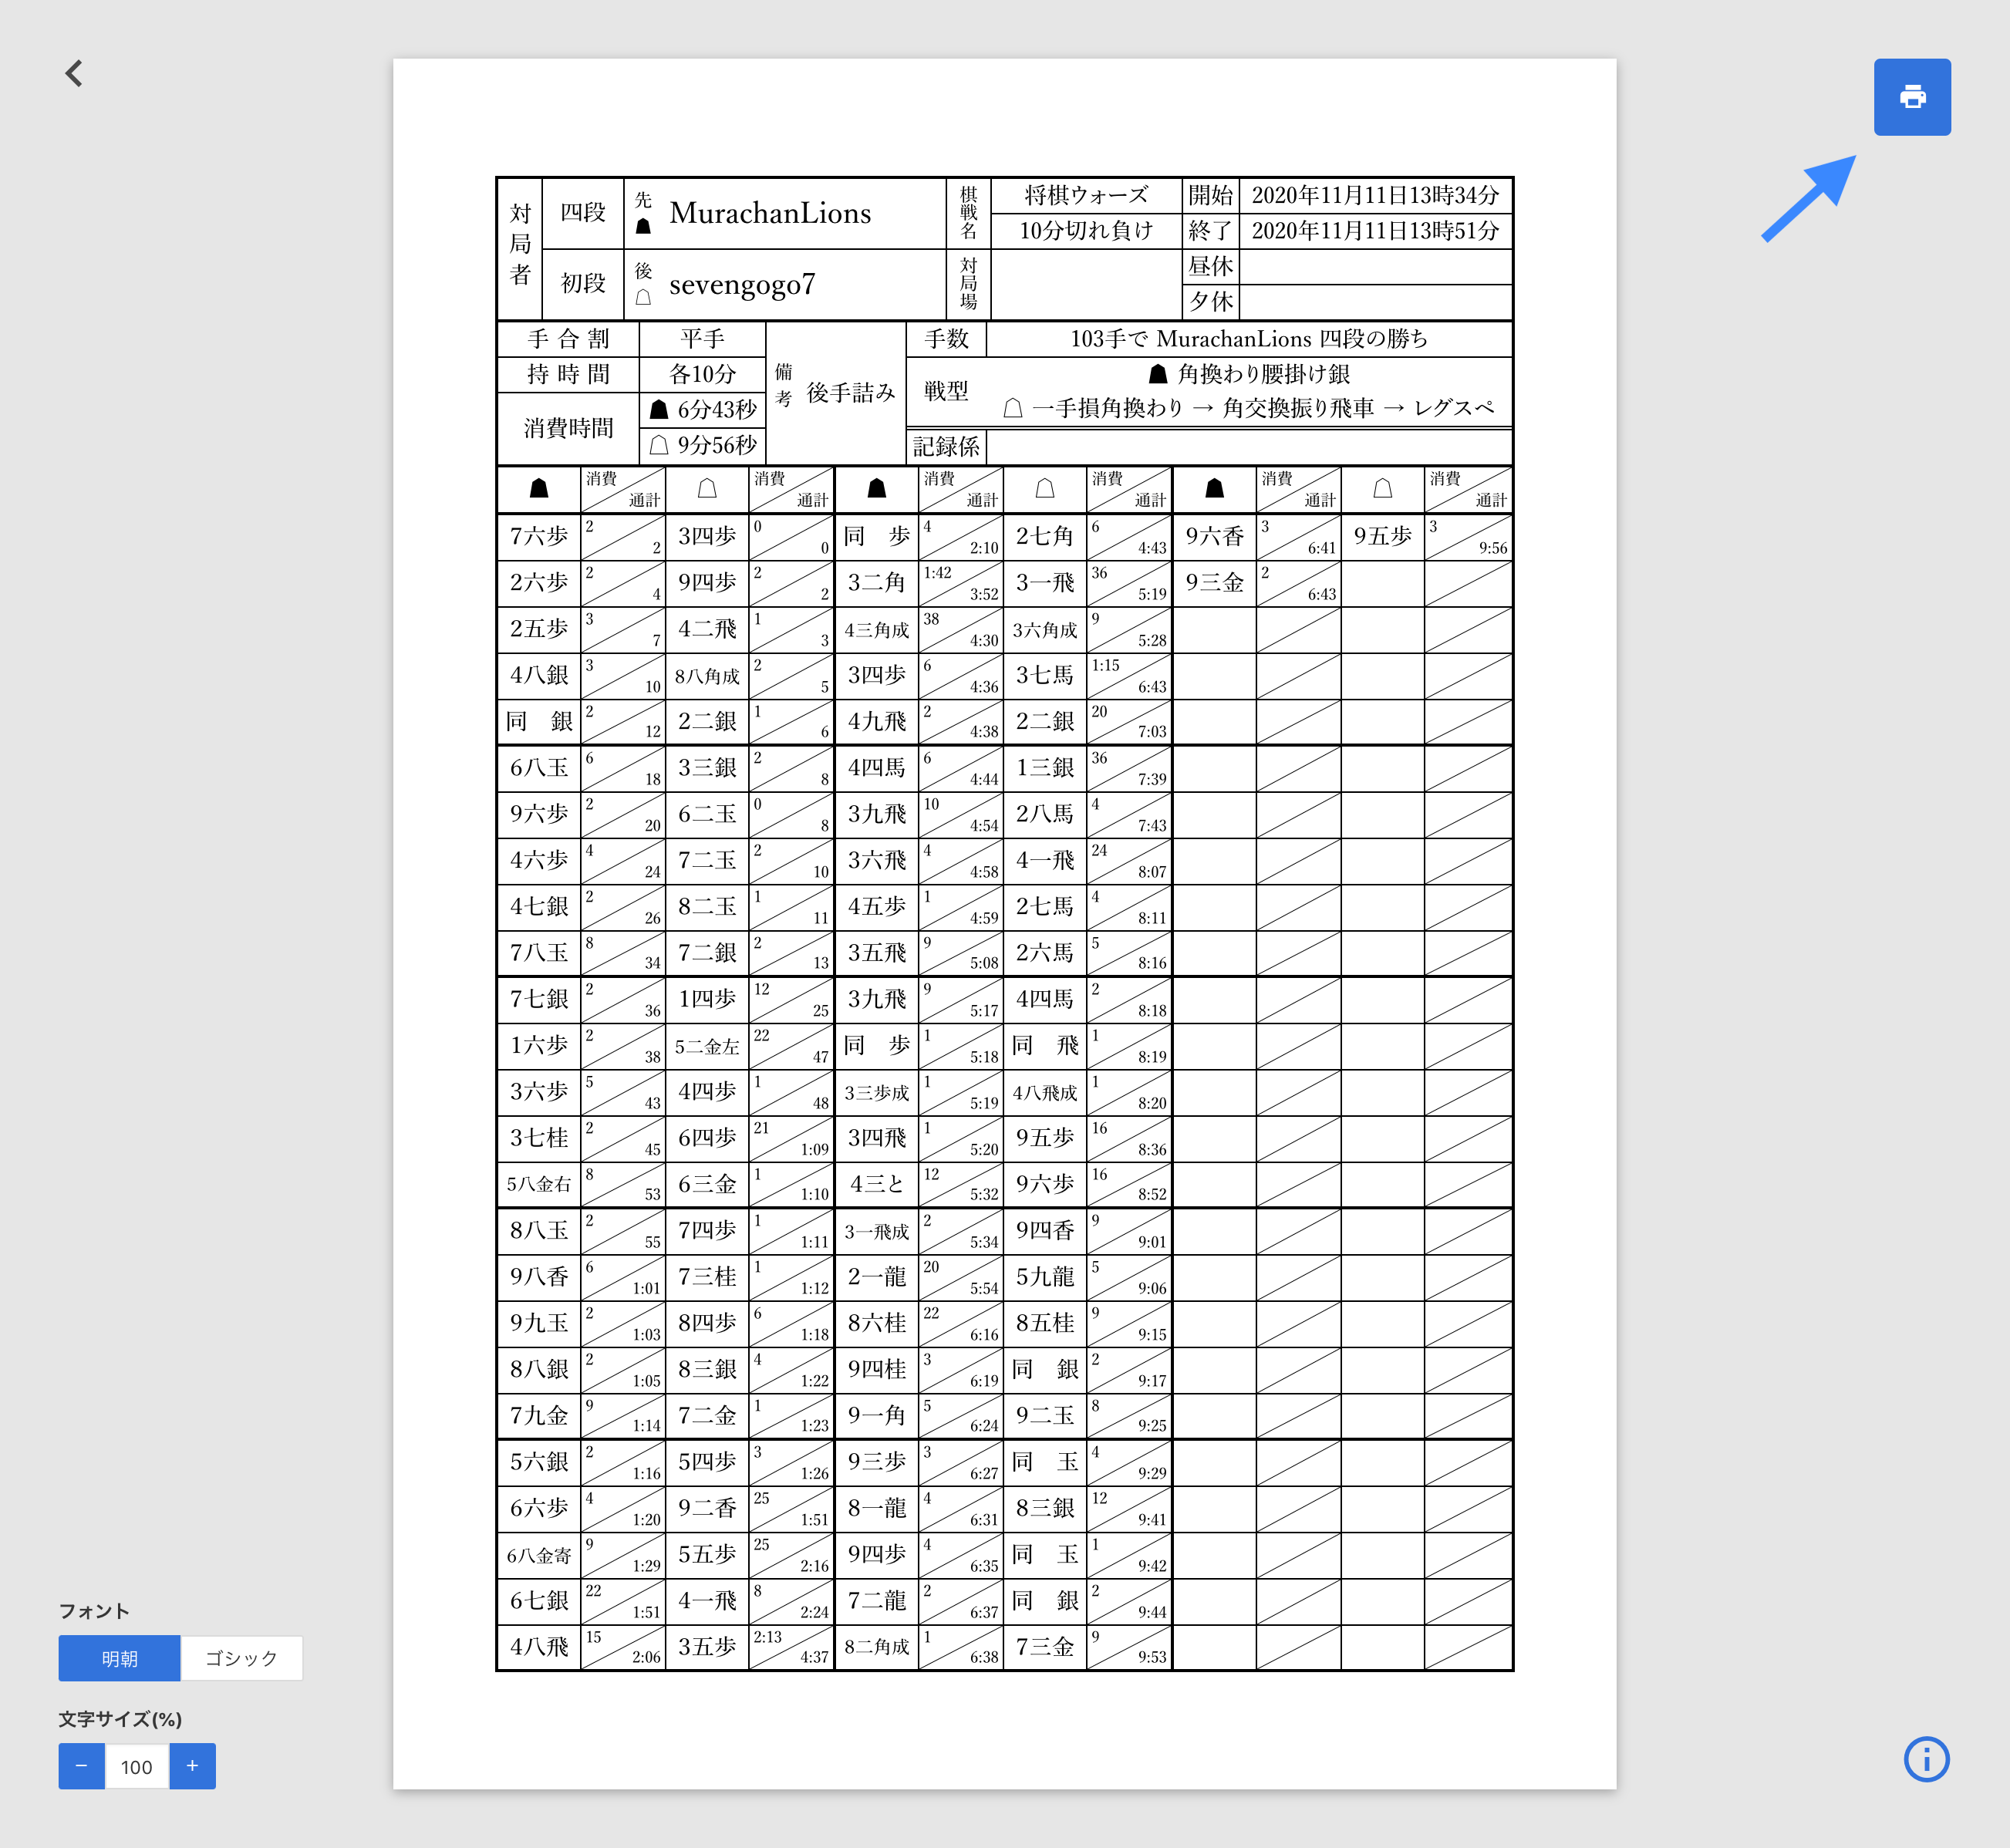 対局者 四段 先 MurachanLions 棋戦名 将棋ウォーズ 開始 2020年11月11日13時34分
10分切れ負け 終了 2020年11月11日13時51分
初段 後 sevengogo7 対局場 昼休
夕休
手合割 平手 備考 後手詰み 手数 103手で MurachanLions 四段の勝ち
持時間 各10分 戦型 角換わり腰掛け銀
消費時間 6分43秒 一手損角換わり → 角交換振り飛車 → レグスペ
9分56秒 記録係
消費 通計 消費 通計 消費 通計 消費 通計 消費 通計 消費 通計
7六歩 2 2 3四歩 0 0 同 歩 4 2:10 2七角 6 4:43 9六香 3 6:41 9五歩 3 9:56
2六歩 2 4 9四歩 2 2 3二角 1:42 3:52 3一飛 36 5:19 9三金 2 6:43
2五歩 3 7 4二飛 1 3 4三角成 38 4:30 3六角成 9 5:28
4八銀 3 10 8八角成 2 5 3四歩 6 4:36 3七馬 1:15 6:43
同 銀 2 12 2二銀 1 6 4九飛 2 4:38 2二銀 20 7:03
6八玉 6 18 3三銀 2 8 4四馬 6 4:44 1三銀 36 7:39
9六歩 2 20 6二玉 0 8 3九飛 10 4:54 2八馬 4 7:43
4六歩 4 24 7二玉 2 10 3六飛 4 4:58 4一飛 24 8:07
4七銀 2 26 8二玉 1 11 4五歩 1 4:59 2七馬 4 8:11
7八玉 8 34 7二銀 2 13 3五飛 9 5:08 2六馬 5 8:16
7七銀 2 36 1四歩 12 25 3九飛 9 5:17 4四馬 2 8:18
1六歩 2 38 5二金左 22 47 同 歩 1 5:18 同 飛 1 8:19
3六歩 5 43 4四歩 1 48 3三歩成 1 5:19 4八飛成 1 8:20
3七桂 2 45 6四歩 21 1:09 3四飛 1 5:20 9五歩 16 8:36
5八金右 8 53 6三金 1 1:10 4三と 12 5:32 9六歩 16 8:52
8八玉 2 55 7四歩 1 1:11 3一飛成 2 5:34 9四香 9 9:01
9八香 6 1:01 7三桂 1 1:12 2一龍 20 5:54 5九龍 5 9:06
9九玉 2 1:03 8四歩 6 1:18 8六桂 22 6:16 8五桂 9 9:15
8八銀 2 1:05 8三銀 4 1:22 9四桂 3 6:19 同 銀 2 9:17
7九金 9 1:14 7二金 1 1:23 9一角 5 6:24 9二玉 8 9:25
5六銀 2 1:16 5四歩 3 1:26 9三歩 3 6:27 同 玉 4 9:29
6六歩 4 1:20 9二香 25 1:51 8一龍 4 6:31 8三銀 12 9:41
6八金寄 9 1:29 5五歩 25 2:16 9四歩 4 6:35 同 玉 1 9:42
6七銀 22 1:51 4一飛 8 2:24 7二龍 2 6:37 同 銀 2 9:44
4八飛 15 2:06 3五歩 2:13 4:37 8二角成 1 6:38 7三金 9 9:53
フォント
明朝 ゴシック
文字サイズ(%)
− 100 +